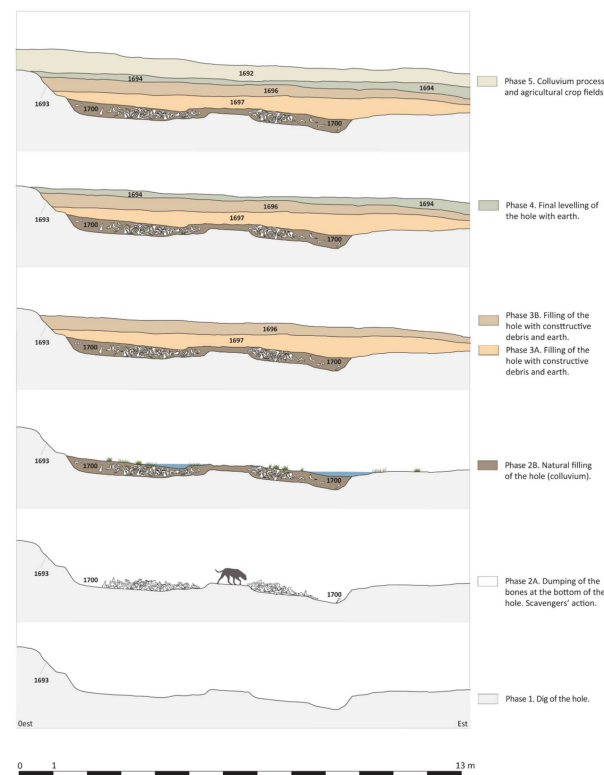 1692
1694
1696
1694
1693
1700
1697
1700
Phase 5. Colluvium process
and agricultural crop fields
1694
1694
1696
1693
1697
1700
1700
Phase 4. Final levelling of
the hole with earth.
1696
1693
1697
1700
1700
Phase 3B. Filling of the
hole with consttructive
debris and earth.
Phase 3A. Filling of the
hole with constructive
debris and earth.
1693
1700
1700
Phase 2B. Natural filling
of the hole (colluvium).
1693
1700
1700
Phase 2A. Dumping of the
bones at the bottom of the
hole. Scavengers' action.
1693
Phase 1. Dig of the hole.
0est
Est
0 1 13 m